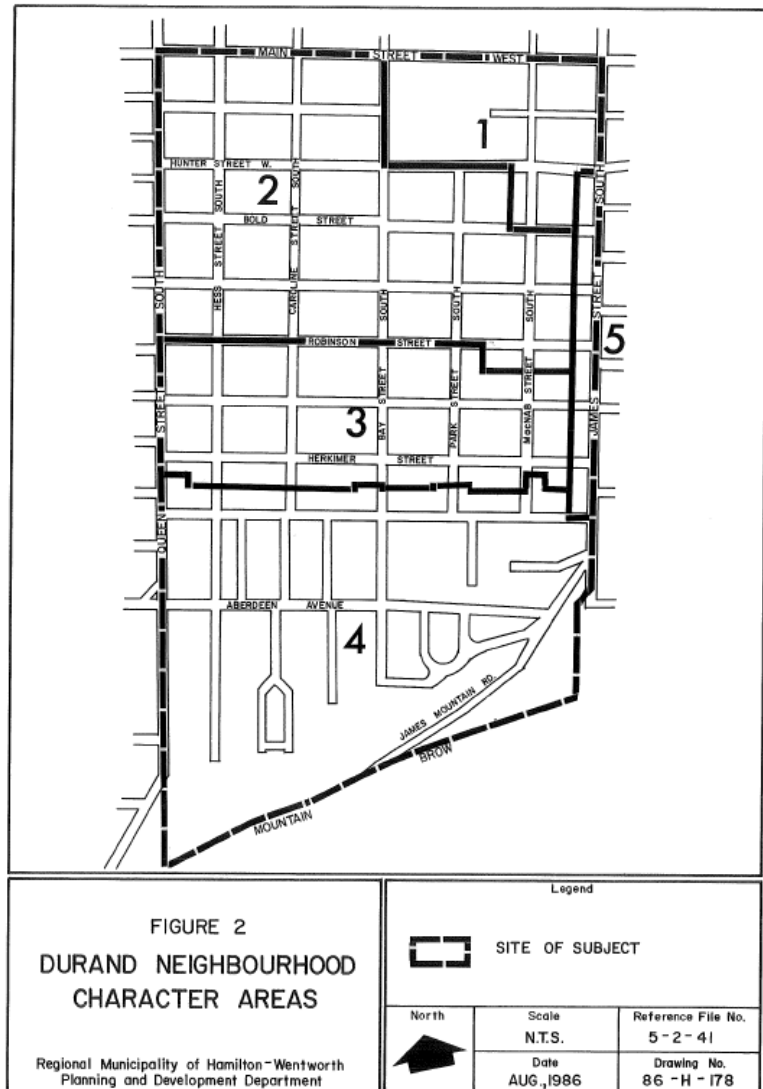 MAIN STREET WEST
1
HUNTER STREET W.
2
BOLD STREET
HESS STREET SOUTH
CAROLINE STREET SOUTH
QUEEN STREET SOUTH
BAY STREET SOUTH
PARK STREET SOUTH
MacNAB STREET SOUTH
JAMES STREET SOUTH
5
ROBINSON STREET
3
HERKIMER STREET
ABERDEEN AVENUE
4
JAMES MOUNTAIN RD.
MOUNTAIN BROW
FIGURE 2
DURAND NEIGHBOURHOOD
CHARACTER AREAS
Regional Municipality of Hamilton-Wentworth
Planning and Development Department
Legend
SITE OF SUBJECT
North
Scale
N.T.S.
Reference File No.
5-2-41
Date
AUG.,1986
Drawing No.
86-H-178